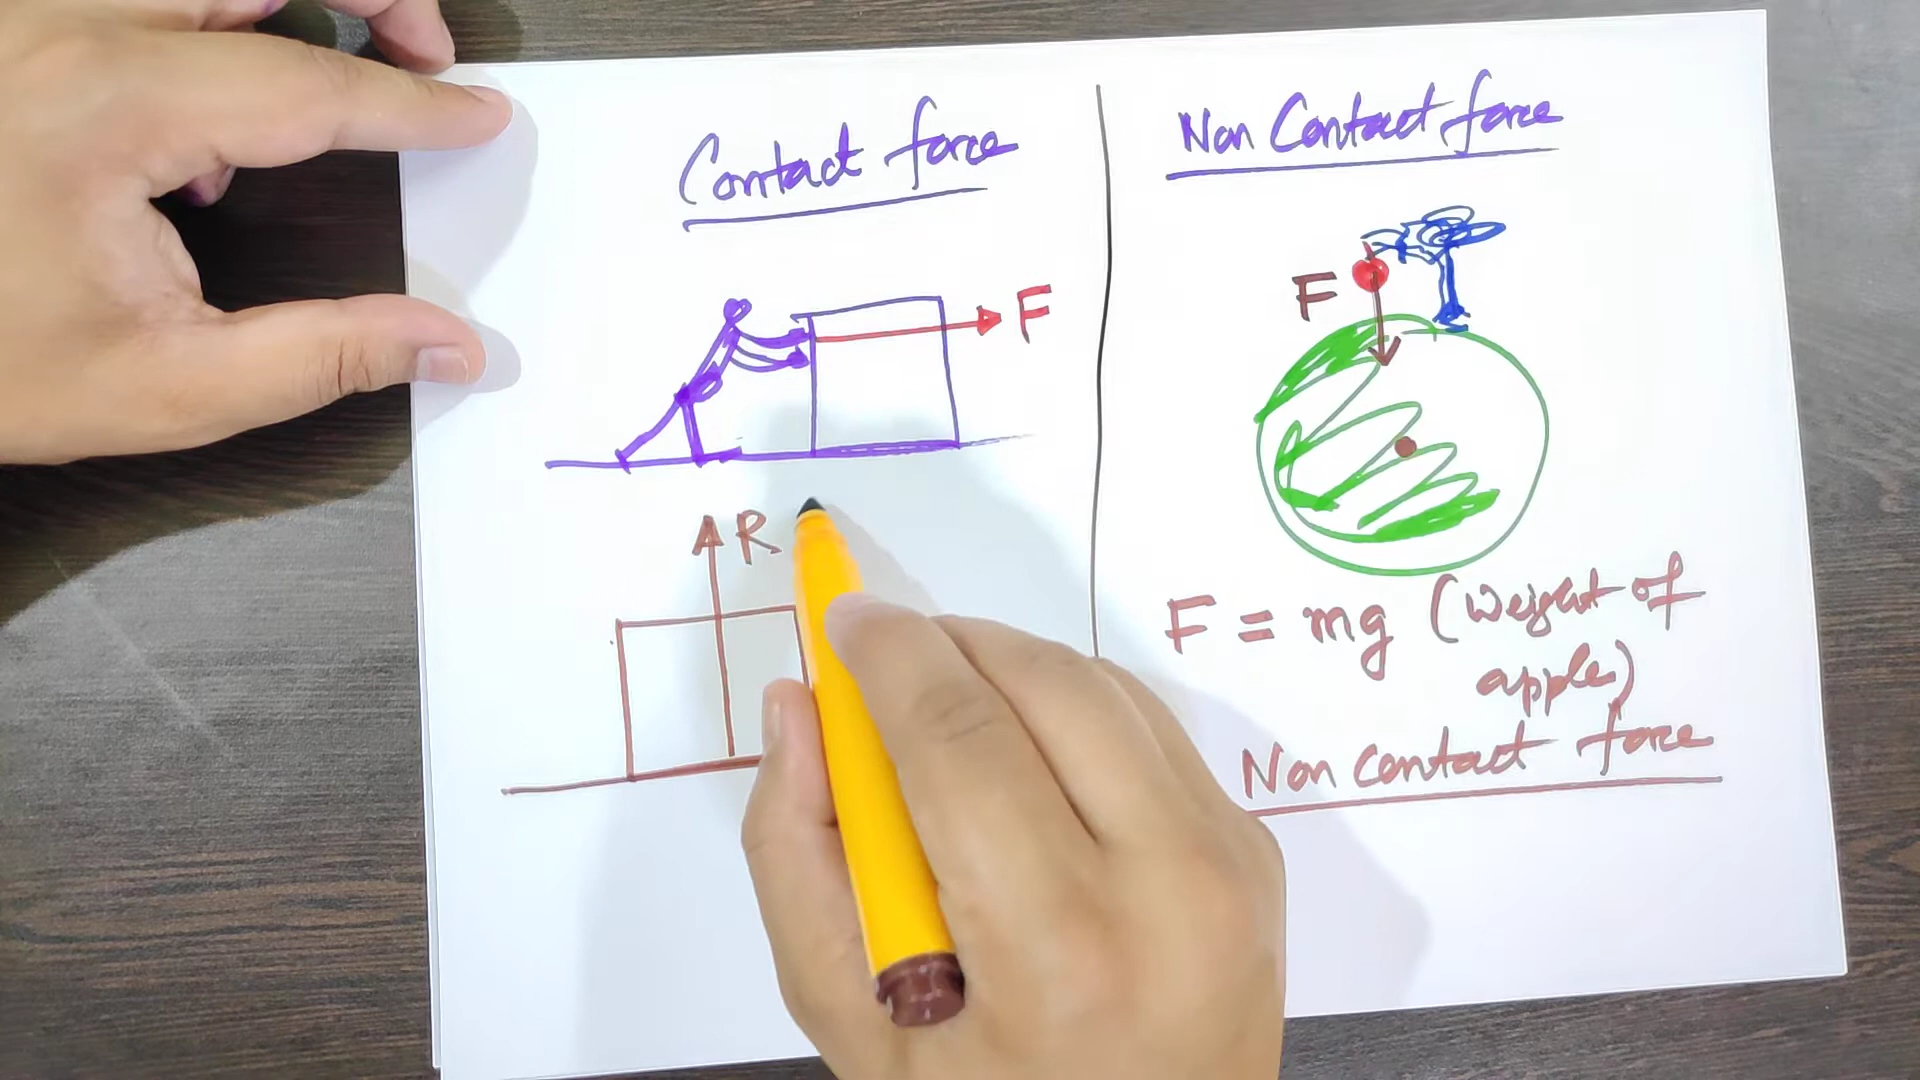 Contact force
F
R
Non Contact force
F
F = mg (weight of
apple)
Non contact force